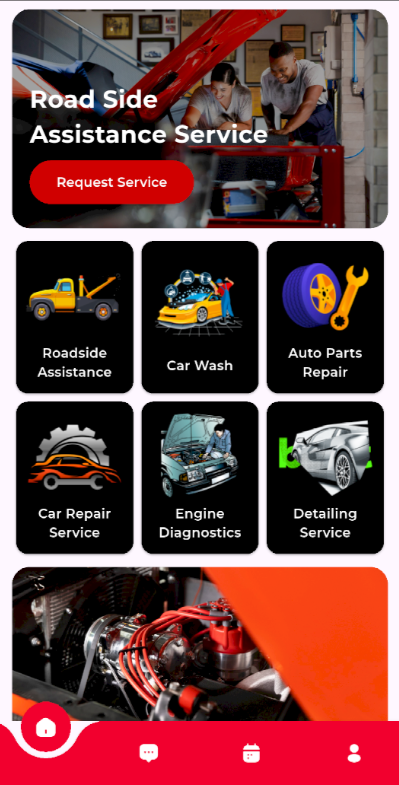 Road Side
Assistance Service
Request Service
Roadside
Assistance
Car Wash
Auto Parts
Repair
Car Repair
Service
Engine
Diagnostics
Detailing
Service